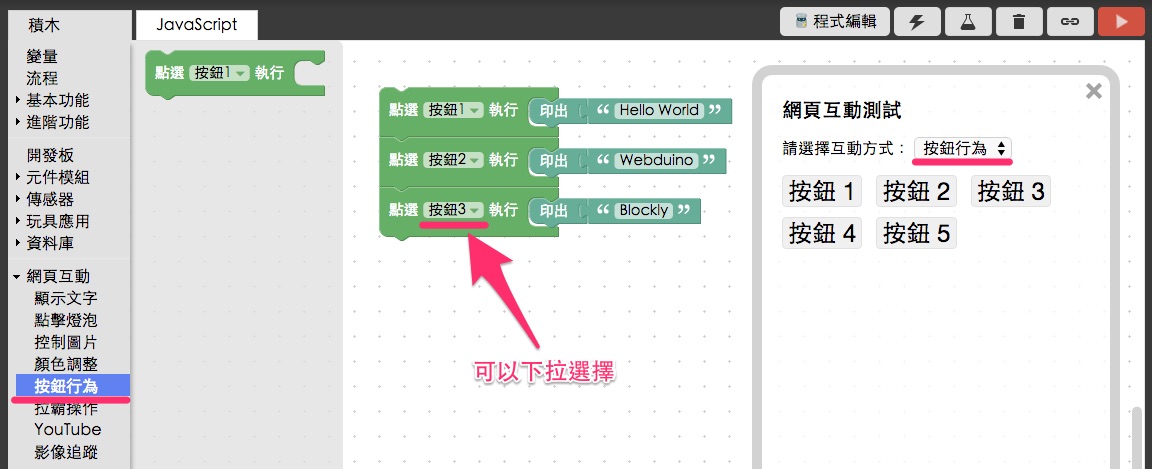 積木
JavaScript
程式編輯
變量
流程
基本功能
進階功能
開發板
元件模組
傳感器
玩具應用
資料庫
網頁互動
顯示文字
點擊燈泡
控制圖片
顏色調整
按鈕行為
拉霸操作
YouTube
影像追蹤
點選 按鈕1 執行
點選 按鈕1 執行 印出 “ Hello World ”
點選 按鈕2 執行 印出 “ Webduino ”
點選 按鈕3 執行 印出 “ Blockly ”
可以下拉選擇
網頁互動測試
請選擇互動方式： 按鈕行為
按鈕 1 按鈕 2 按鈕 3
按鈕 4 按鈕 5